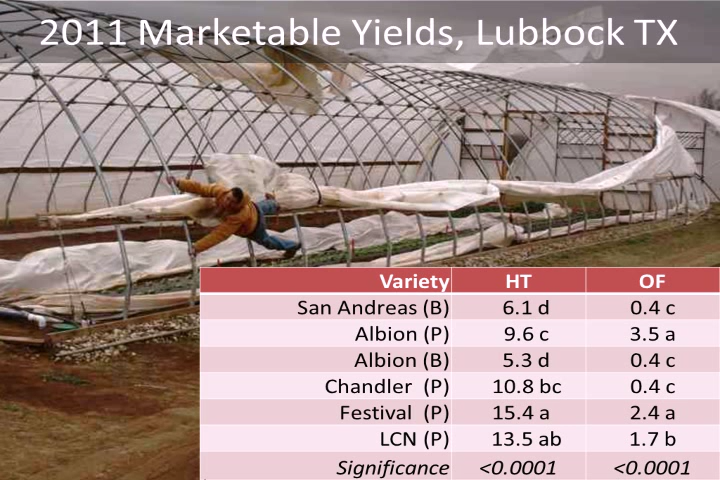 2011 Marketable Yields, Lubbock TX
Variety HT OF
San Andreas (B) 6.1 d 0.4 c
Albion (P) 9.6 c 3.5 a
Albion (B) 5.3 d 0.4 c
Chandler (P) 10.8 bc 0.4 c
Festival (P) 15.4 a 2.4 a
LCN (P) 13.5 ab 1.7 b
Significance <0.0001 <0.0001